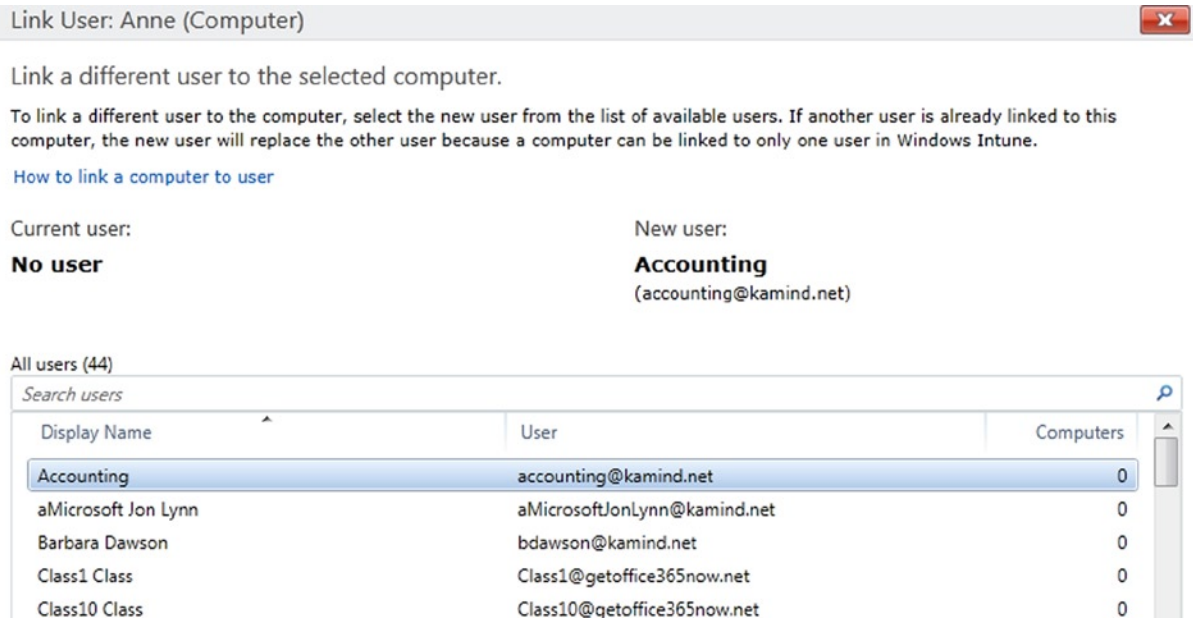 Link User: Anne (Computer)
Link a different user to the selected computer.
To link a different user to the computer, select the new user from the list of available users. If another user is already linked to this
computer, the new user will replace the other user because a computer can be linked to only one user in Windows Intune.
How to link a computer to user
Current user: New user:
No user Accounting
(accounting@kamind.net)
All users (44)
Search users
Display Name User Computers
Accounting accounting@kamind.net 0
aMicrosoft Jon Lynn aMicrosoftJonLynn@kamind.net 0
Barbara Dawson bdawson@kamind.net 0
Class1 Class Class1@getoffice365now.net 0
Class10 Class Class10@getoffice365now.net 0